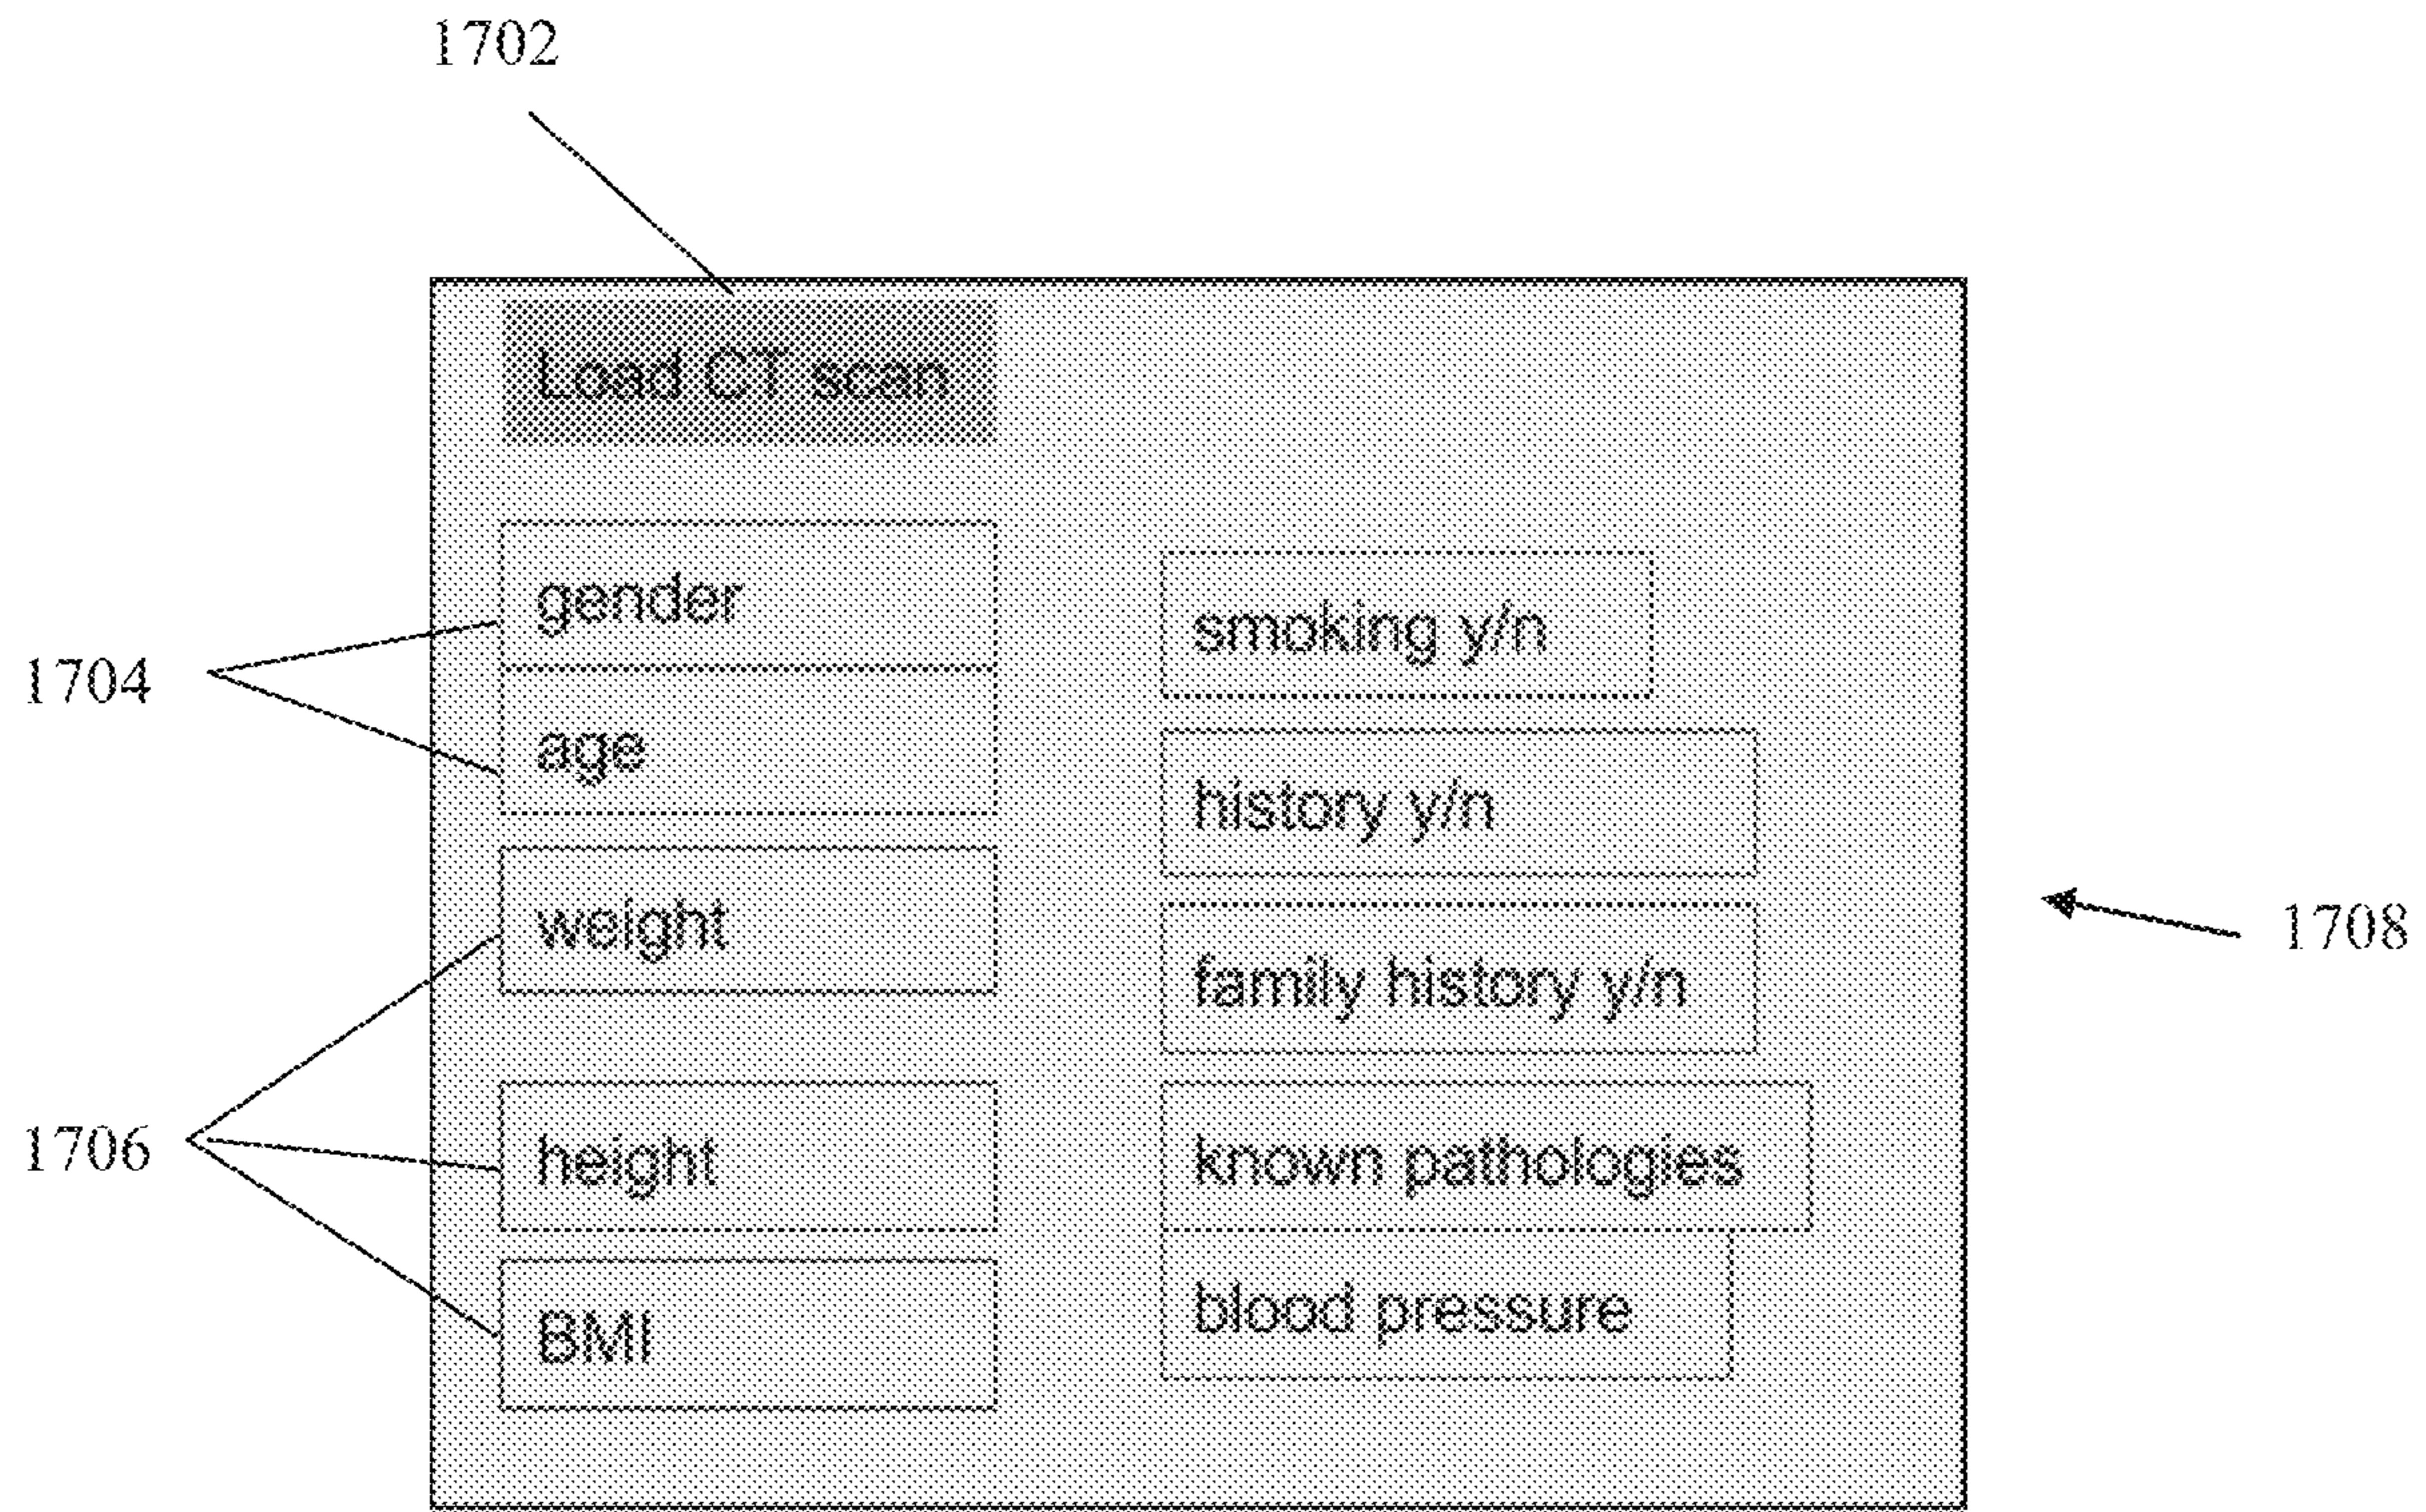 1702
Load CT scan
gender
smoking y/n
1704
age
history y/n
weight
1708
family history y/n
1706
height
known pathologies
blood pressure
BMI